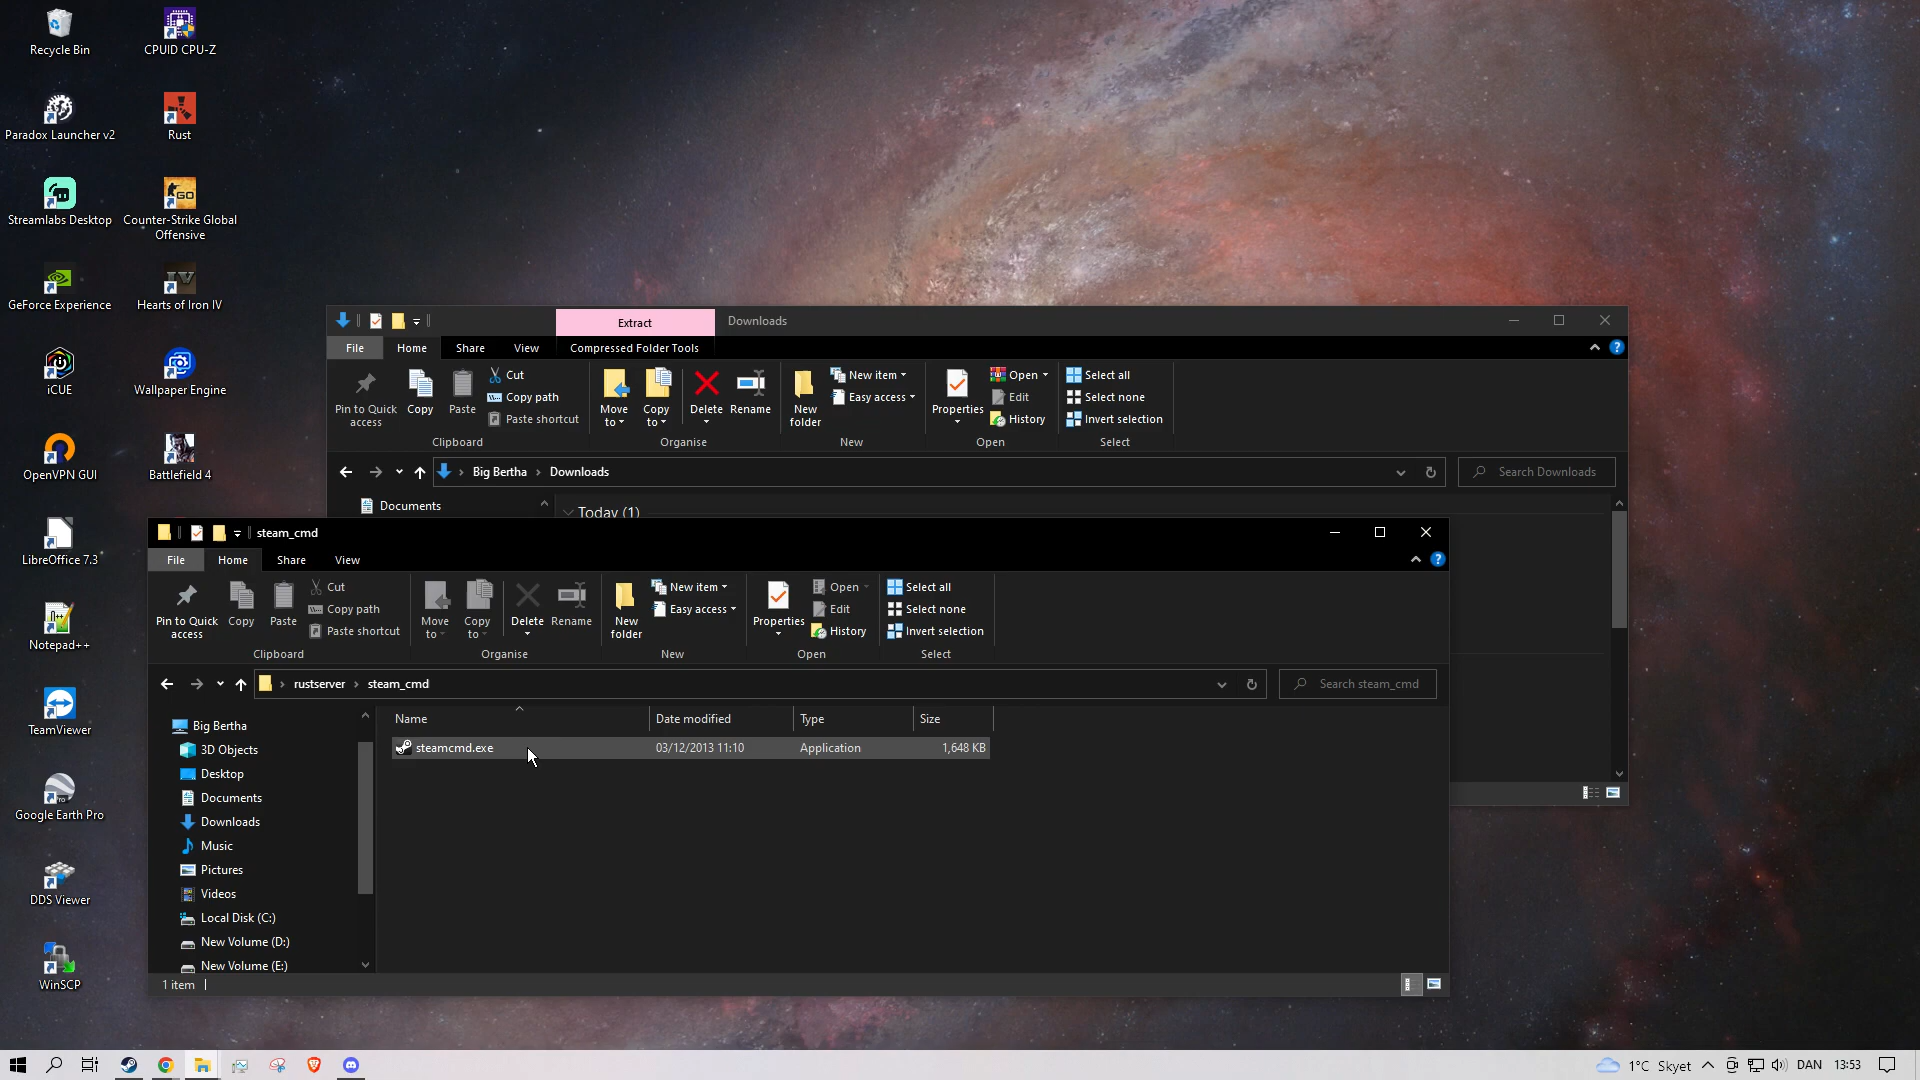 Recycle Bin
CPUID CPU-Z
Paradox Launcher v2
Rust
Streamlabs Desktop
Counter-Strike Global
Offensive
GeForce Experience
Hearts of Iron IV
iCUE
Wallpaper Engine
OpenVPN GUI
Battlefield 4
LibreOffice 7.3
Notepad++
TeamViewer
Google Earth Pro
DDS Viewer
WinSCP
Extract
Downloads
File
Home
Share
View
Compressed Folder Tools
Pin to Quick
access
Copy
Paste
Cut
Copy path
Paste shortcut
Clipboard
Move
to
Copy
to
Delete
Rename
Organise
New
folder
New item
Easy access
New
Properties
Open
Edit
History
Open
Select all
Select none
Invert selection
Select
Big Bertha
Downloads
Search Downloads
Documents
Today (1)
steam_cmd
File
Home
Share
View
Pin to Quick
access
Copy
Paste
Cut
Copy path
Paste shortcut
Clipboard
Move
to
Copy
to
Delete
Rename
Organise
New
folder
New item
Easy access
New
Properties
Open
Edit
History
Open
Select all
Select none
Invert selection
Select
rustserver
steam_cmd
Search steam_cmd
Name
Date modified
Type
Size
steamcmd.exe
03/12/2013 11:10
Application
1,648 KB
Big Bertha
3D Objects
Desktop
Documents
Downloads
Music
Pictures
Videos
Local Disk (C:)
New Volume (D:)
New Volume (E:)
1 item
1°C Skyet
DAN
13:53